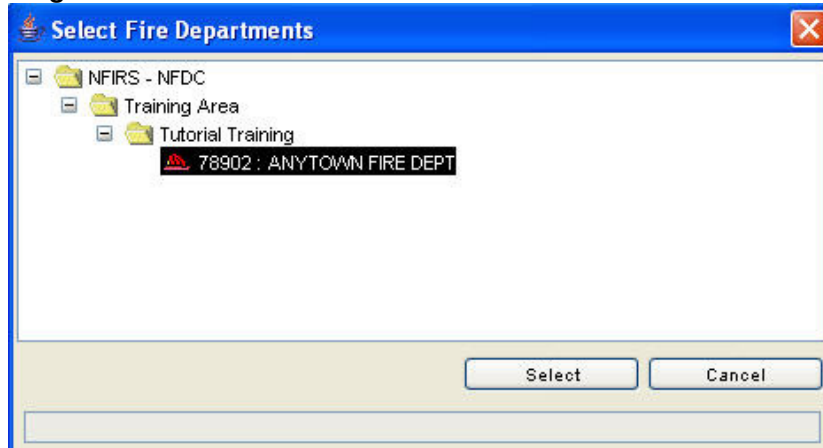 Select Fire Departments
NFIRS - NFDC
Training Area
Tutorial Training
78902 : ANYTOWN FIRE DEPT
Select Cancel